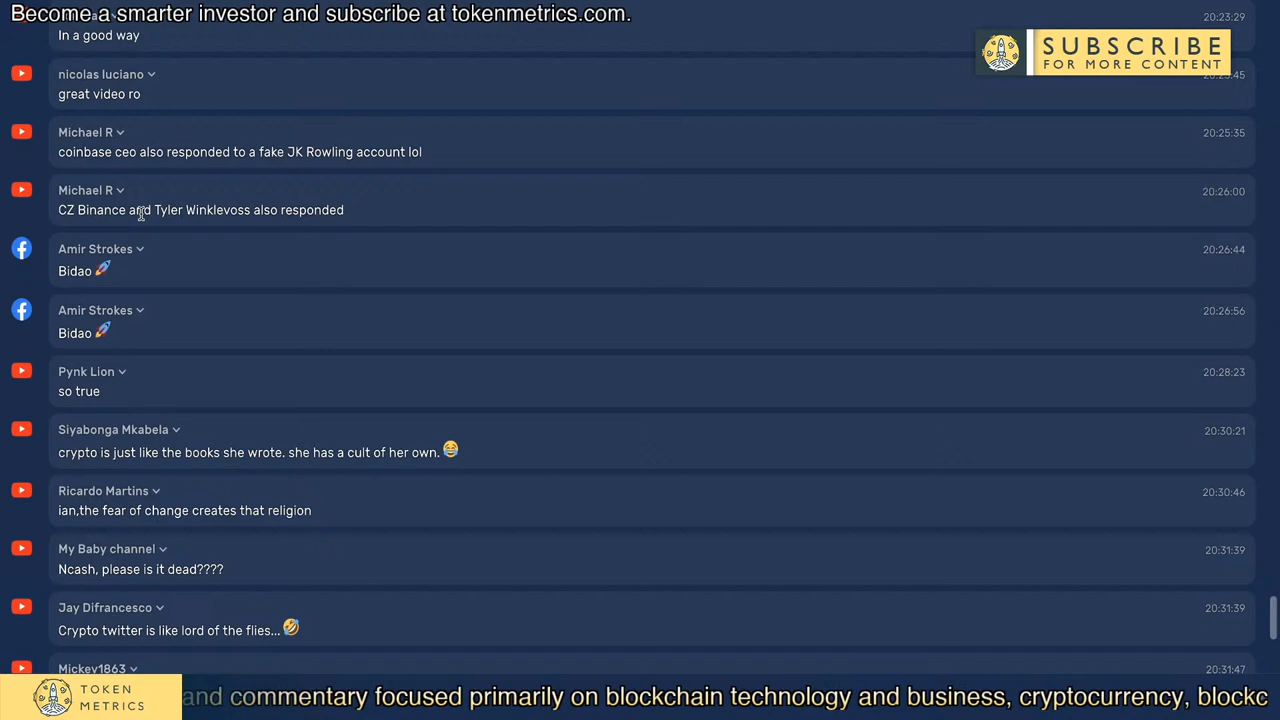 Become a smarter investor and subscribe at tokenmetrics.com.
20:23:29
In a good way
SUBSCRIBE
FOR MORE CONTENT
nicolas luciano
great video ro
Michael R
20:25:35
coinbase ceo also responded to a fake JK Rowling account lol
Michael R
20:26:00
CZ Binance and Tyler Winklevoss also responded
Amir Strokes
20:26:44
Bidao 🚀
Amir Strokes
20:26:56
Bidao 🚀
Pynk Lion
20:28:23
so true
Siyabonga Mkabela
20:30:21
crypto is just like the books she wrote. she has a cult of her own. 😂
Ricardo Martins
20:30:46
ian,the fear of change creates that religion
My Baby channel
20:31:39
Ncash, please is it dead????
Jay Difrancesco
20:31:39
Crypto twitter is like lord of the flies... 🤣
Mickey1863
20:31:47
TOKEN
METRICS
and commentary focused primarily on blockchain technology and business, cryptocurrency, blockc